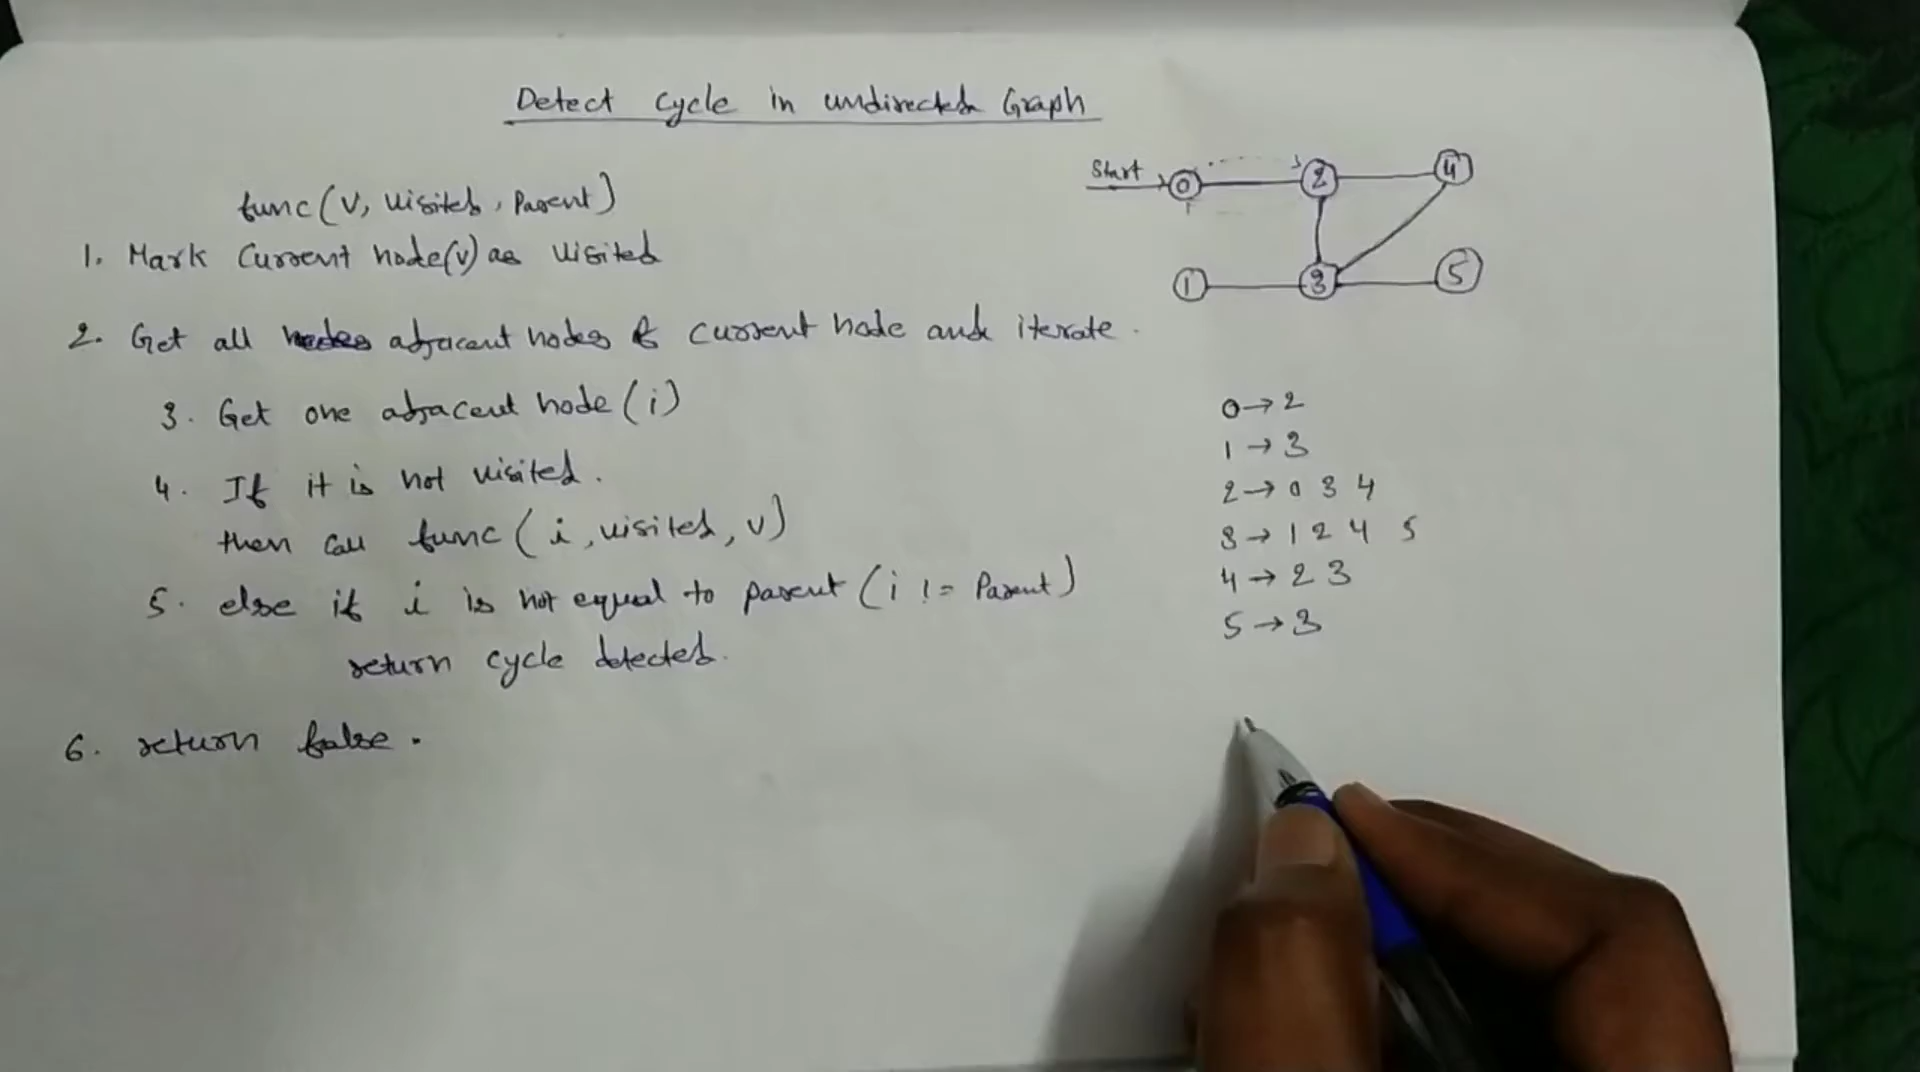 Detect Cycle in undirected Graph
func(v, visited, Parent)
1. Mark Current node(v) as visited
2. Get all adjacent nodes of current node and iterate.
3. Get one adjacent node (i)
4. If it is not visited.
then call func(i, visited, v)
5. else if i is not equal to parent (i != Parent)
return cycle detected.
6. return false.
Start 0 2 4
1 3 5
0→2
1→3
2→0 3 4
3→1 2 4 5
4→2 3
5→3